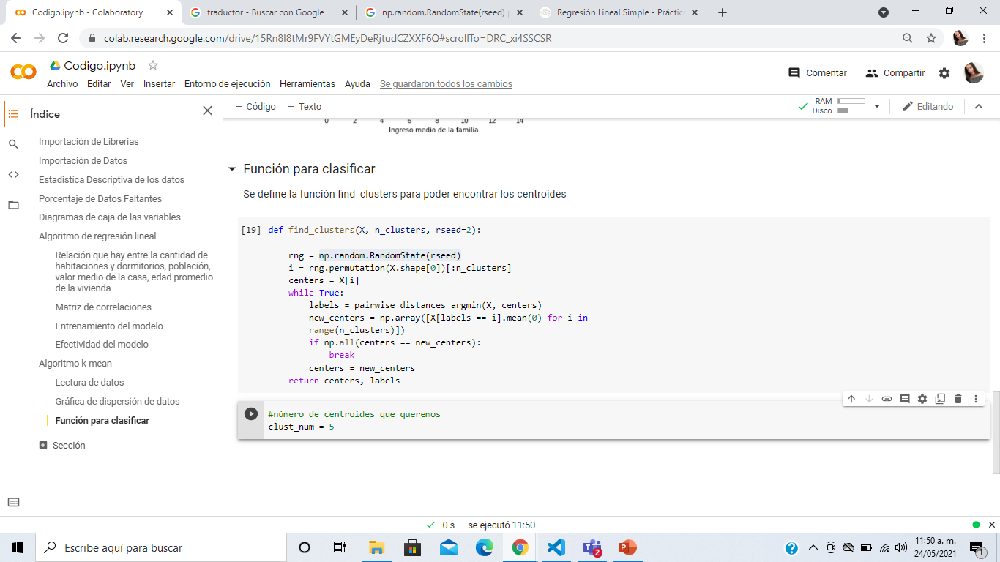 Codigo.ipynb - Colaboratory
traductor - Buscar con Google
np.random.RandomState(rseed)
Regresión Lineal Simple - Práctic
colab.research.google.com/drive/15Rn8I8tMr9FVYtGMEyDeRjtudCZXXF6Q#scrollTo=DRC_xi4SSCSR
Codigo.ipynb
Comentar
Compartir
Archivo Editar Ver Insertar Entorno de ejecución Herramientas Ayuda Se guardaron todos los cambios
Índice
+ Código + Texto
RAM
Disco
Editando
Importación de Librerias
Importación de Datos
Estadistíca Descriptiva de los datos
Porcentaje de Datos Faltantes
Diagramas de caja de las variables
Algoritmo de regresión lineal
Relación que hay entre la cantidad de
habitaciones y dormitorios, población,
valor medio de la casa, edad promedio
de la vivienda
Matriz de correlaciones
Entrenamiento del modelo
Efectividad del modelo
Algoritmo k-mean
Lectura de datos
Gráfica de dispersión de datos
Función para clasificar
Sección
0 2 4 6 8 10 12 14
Ingreso medio de la familia
Función para clasificar
Se define la función find_clusters para poder encontrar los centroides
[19] def find_clusters(X, n_clusters, rseed=2):
rng = np.random.RandomState(rseed)
i = rng.permutation(X.shape[0])[:n_clusters]
centers = X[i]
while True:
labels = pairwise_distances_argmin(X, centers)
new_centers = np.array([X[labels == i].mean(0) for i in
range(n_clusters)])
if np.all(centers == new_centers):
break
centers = new_centers
return centers, labels
#número de centroides que queremos
clust_num = 5
0 s se ejecutó 11:50
Escribe aquí para buscar
2
11:50 a. m.
24/05/2021
1